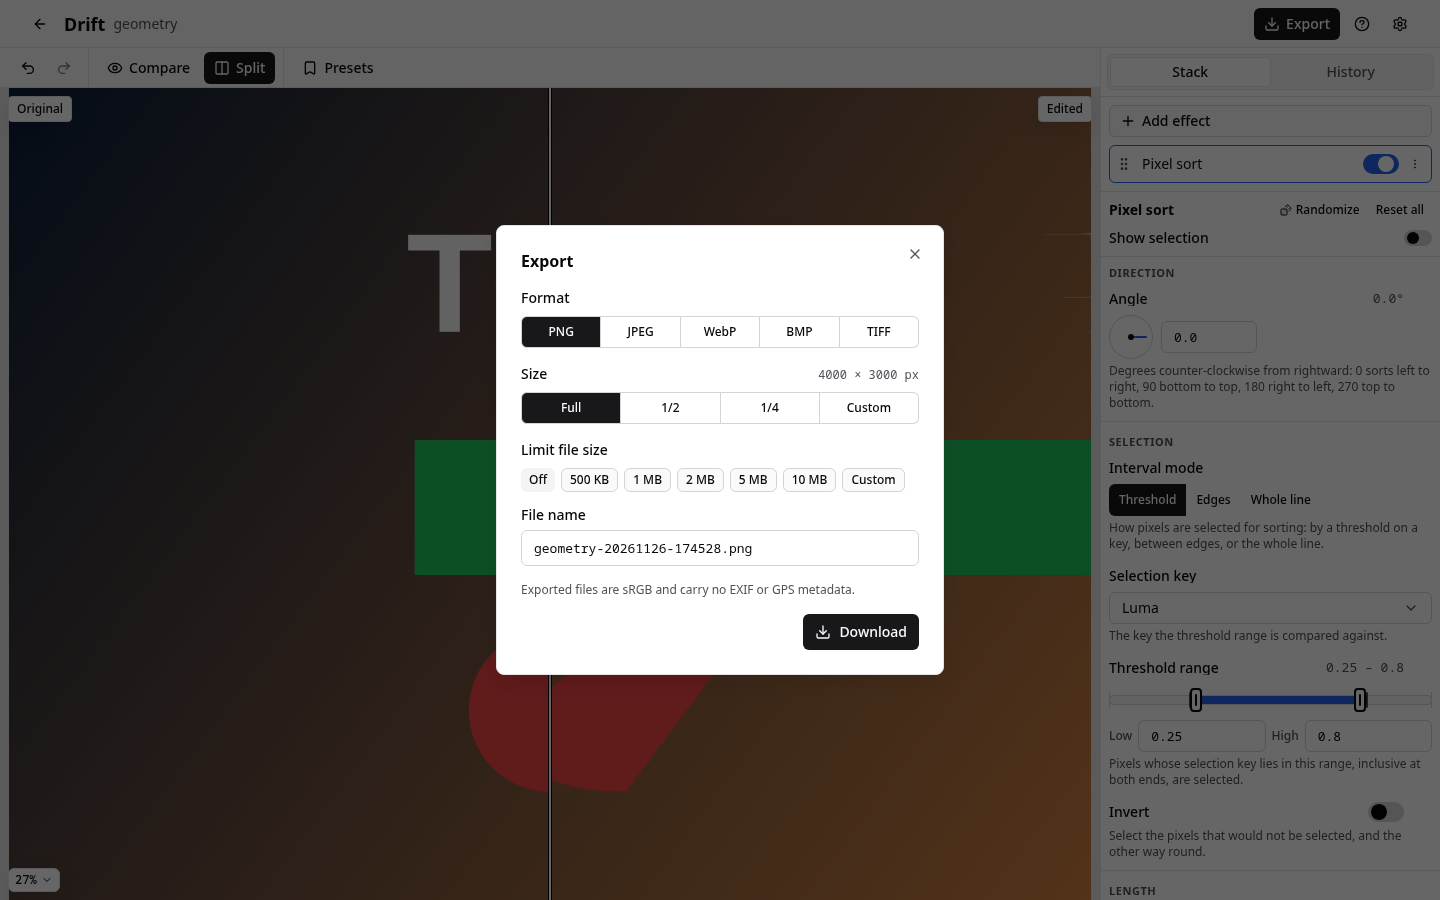 Drift geometry
Export
Compare
Split
Presets
Stack
History
Original
Edited
Add effect
Pixel sort
Pixel sort
Randomize
Reset all
Show selection
DIRECTION
Angle
0.0°
0.0
Degrees counter-clockwise from rightward: 0 sorts left to
right, 90 bottom to top, 180 right to left, 270 top to
bottom.
SELECTION
Interval mode
Threshold
Edges
Whole line
How pixels are selected for sorting: by a threshold on a
key, between edges, or the whole line.
Selection key
Luma
The key the threshold range is compared against.
Threshold range
0.25 – 0.8
Low
0.25
High
0.8
Pixels whose selection key lies in this range, inclusive at
both ends, are selected.
Invert
Select the pixels that would not be selected, and the
other way round.
LENGTH
T
27%
Export
Format
PNG
JPEG
WebP
BMP
TIFF
Size
4000 × 3000 px
Full
1/2
1/4
Custom
Limit file size
Off
500 KB
1 MB
2 MB
5 MB
10 MB
Custom
File name
geometry-20261126-174528.png
Exported files are sRGB and carry no EXIF or GPS metadata.
Download